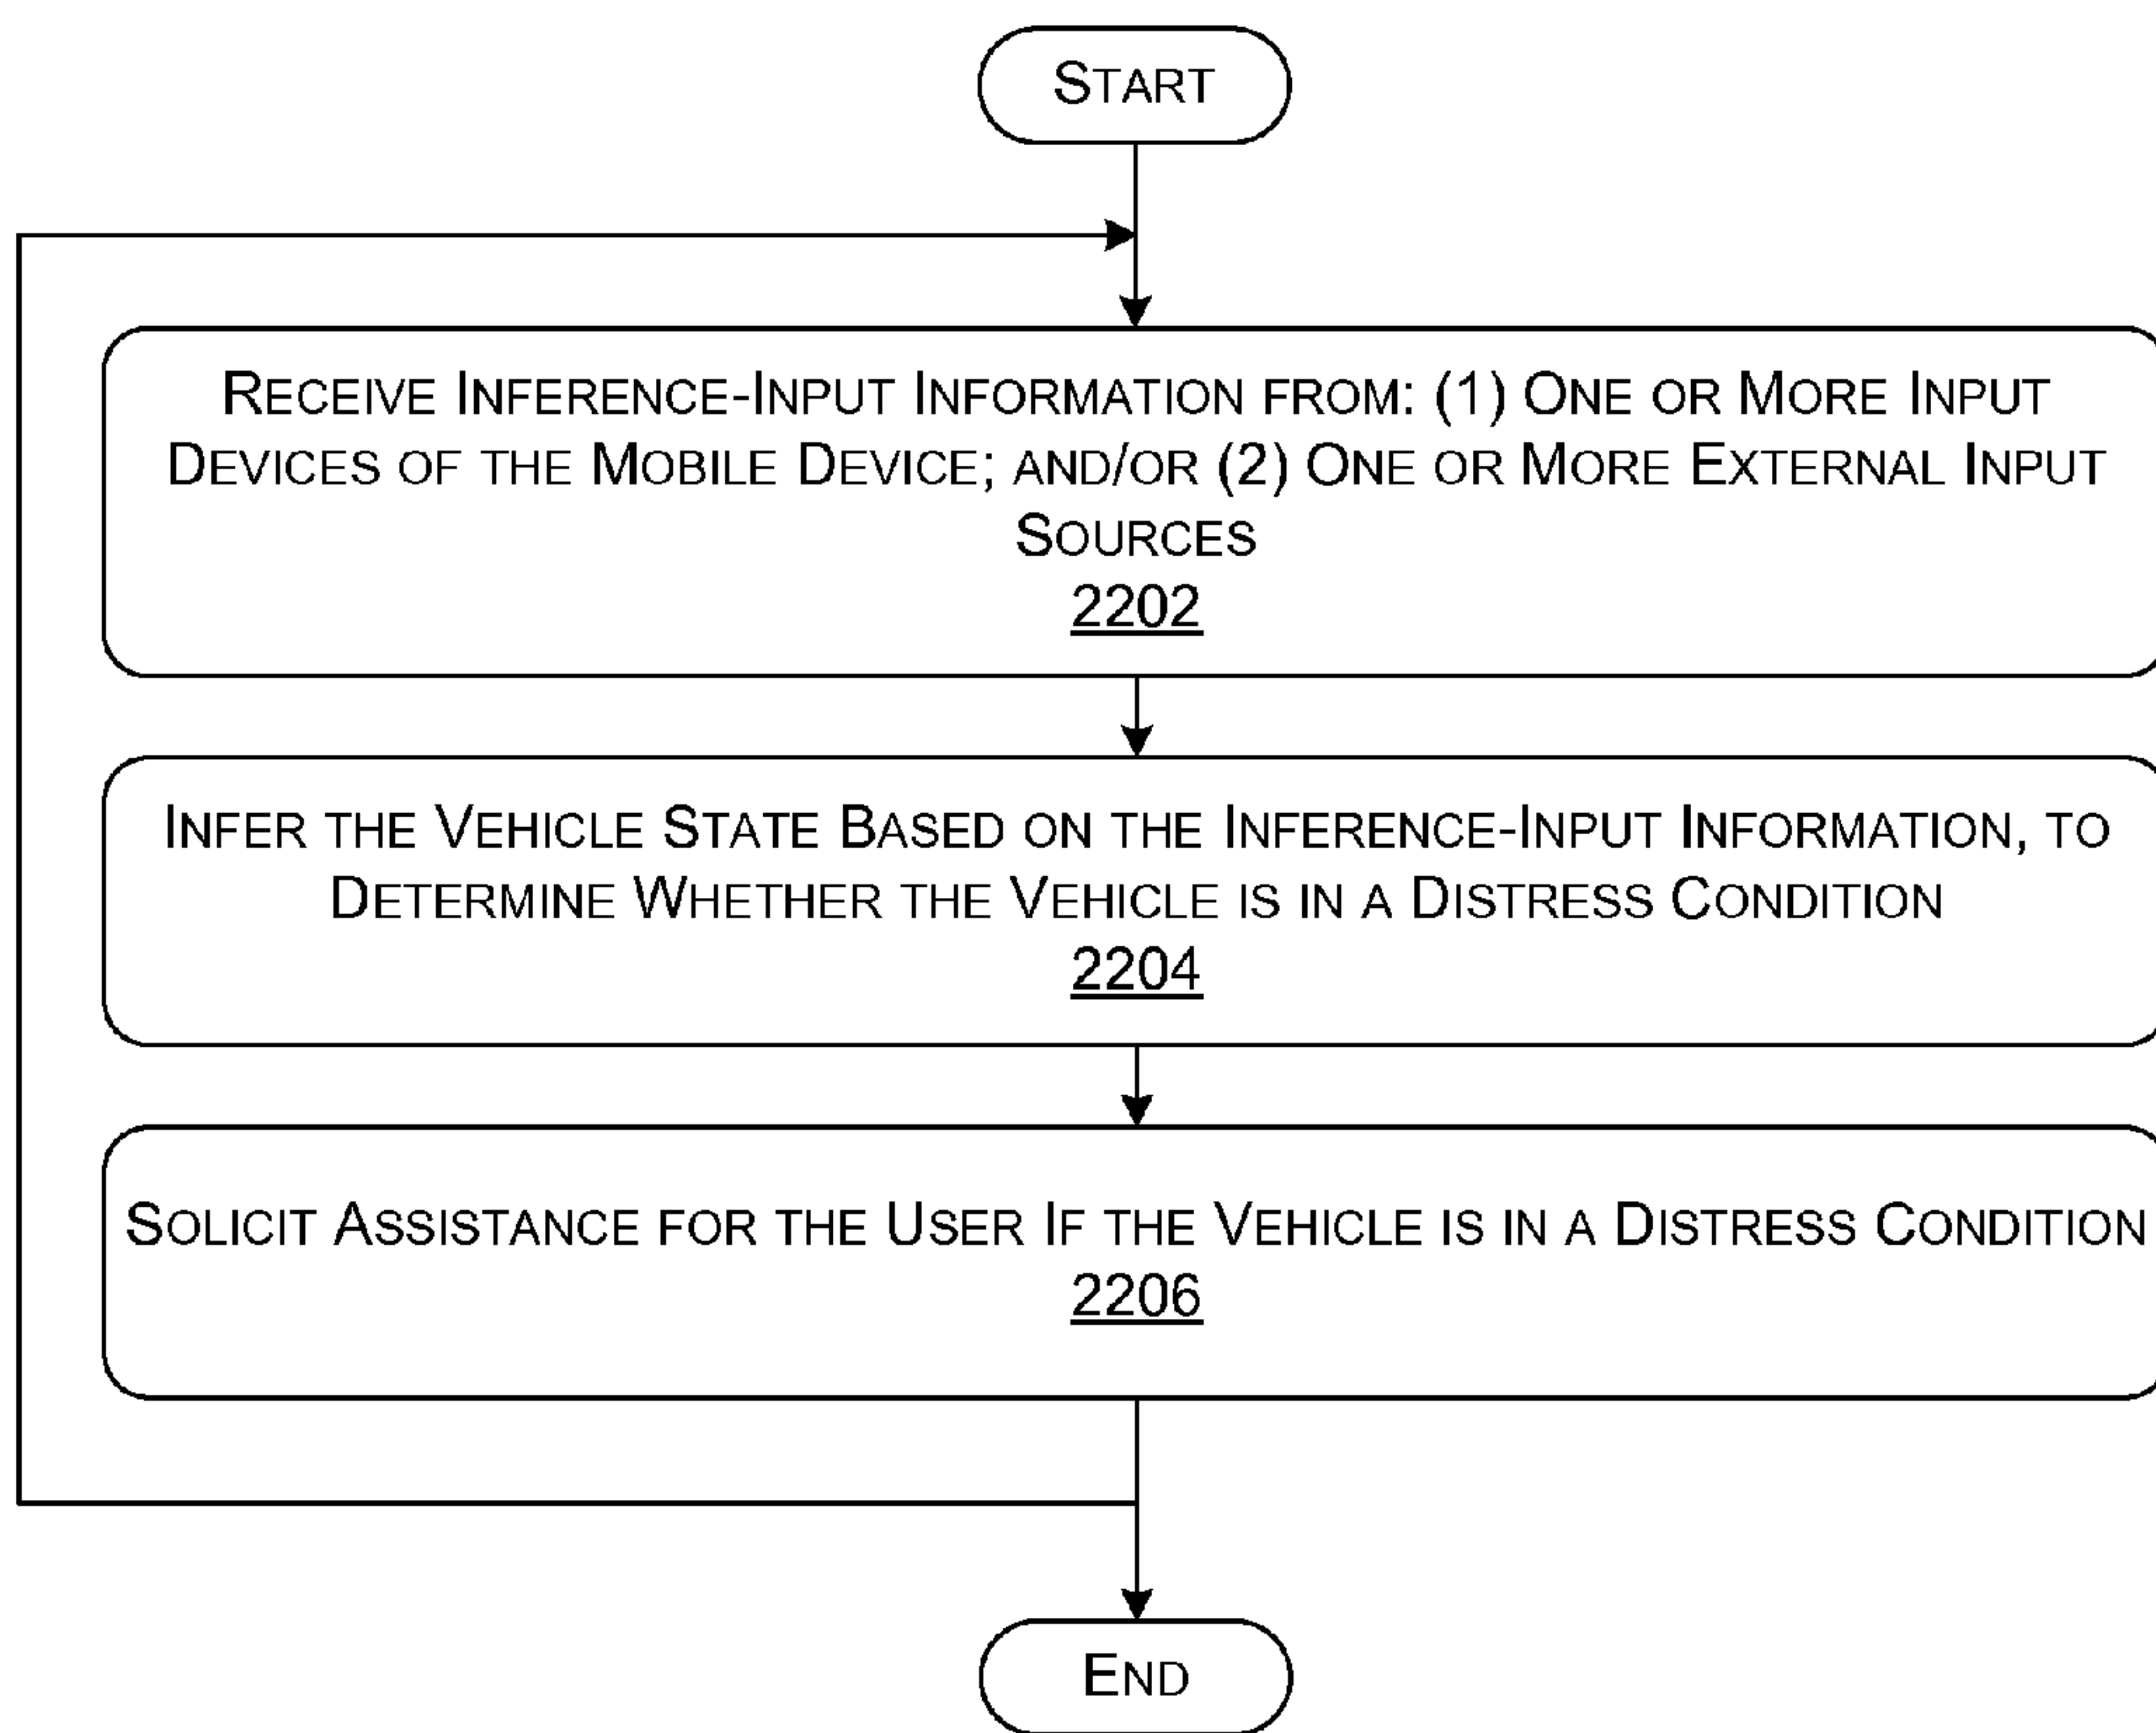 START
RECEIVE INFERENCE-INPUT INFORMATION FROM: (1) ONE OR MORE INPUT
DEVICES OF THE MOBILE DEVICE; AND/OR (2) ONE OR MORE EXTERNAL INPUT
SOURCES
2202
INFER THE VEHICLE STATE BASED ON THE INFERENCE-INPUT INFORMATION, TO
DETERMINE WHETHER THE VEHICLE IS IN A DISTRESS CONDITION
2204
SOLICIT ASSISTANCE FOR THE USER IF THE VEHICLE IS IN A DISTRESS CONDITION
2206
END